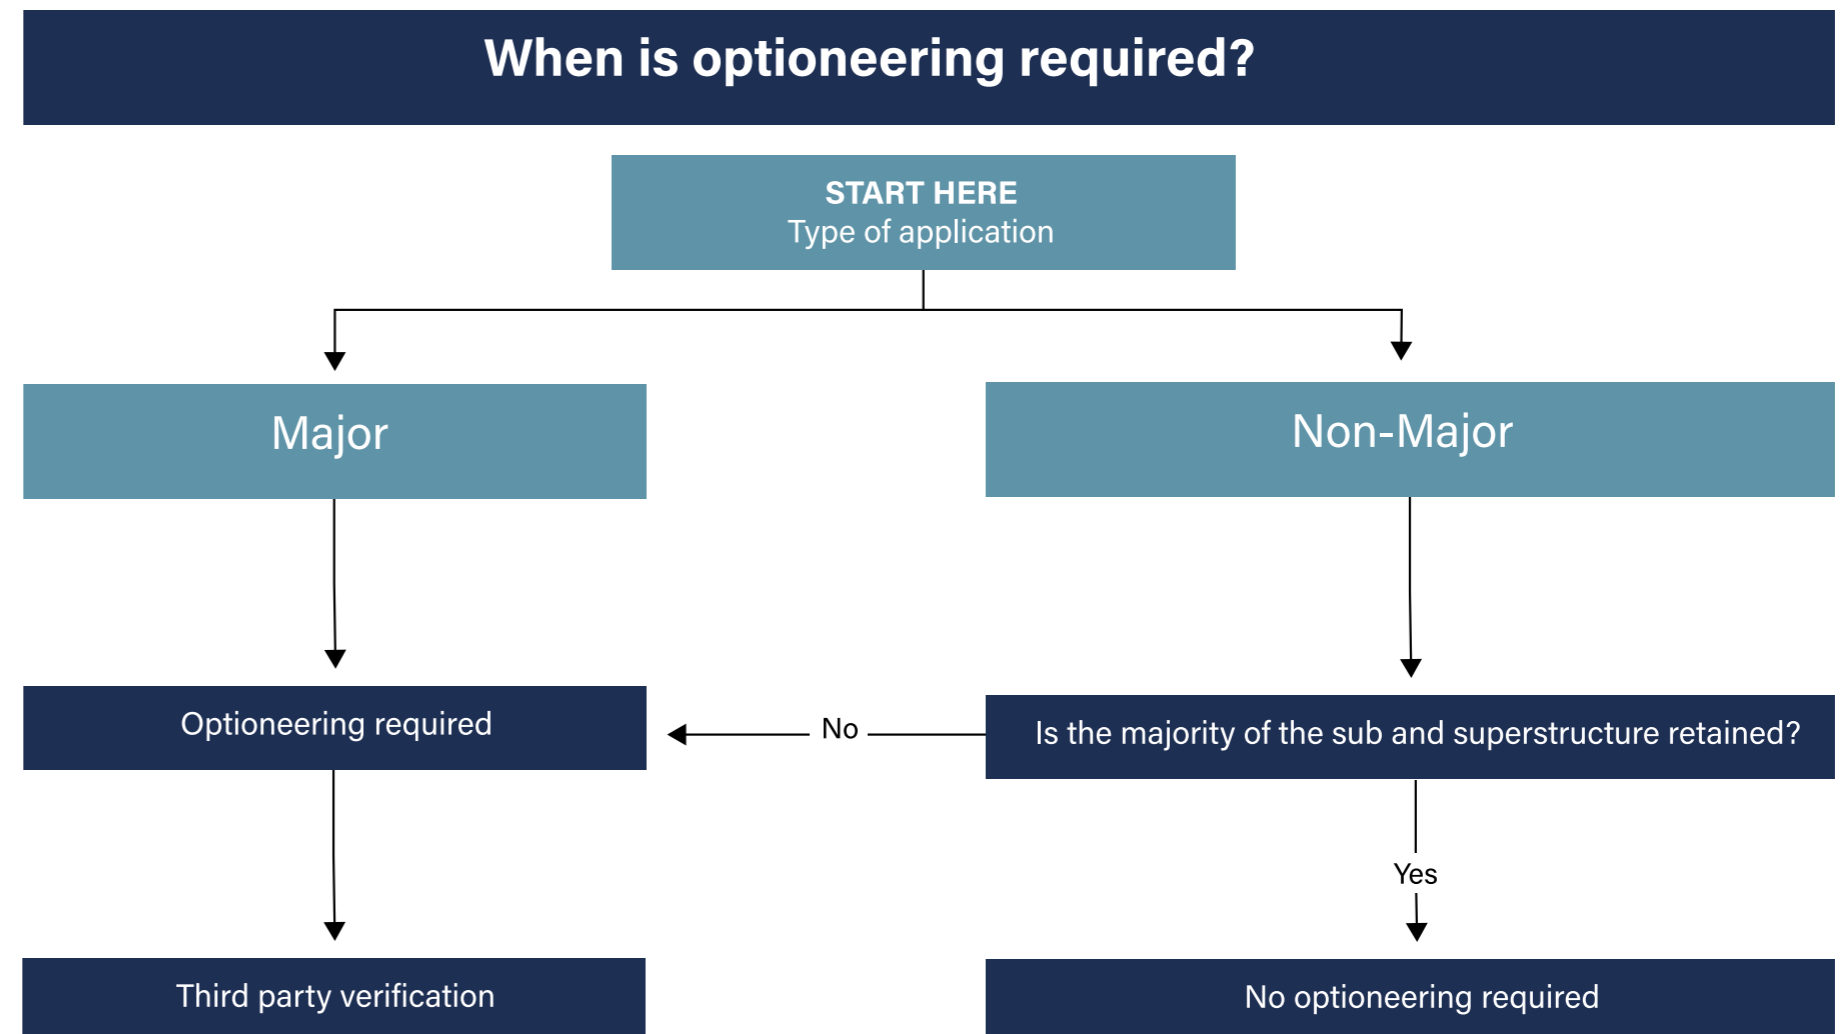 When is optioneering required?
START HERE
Type of application
Major
Non-Major
Optioneering required
No
Is the majority of the sub and superstructure retained?
Yes
Third party verification
No optioneering required